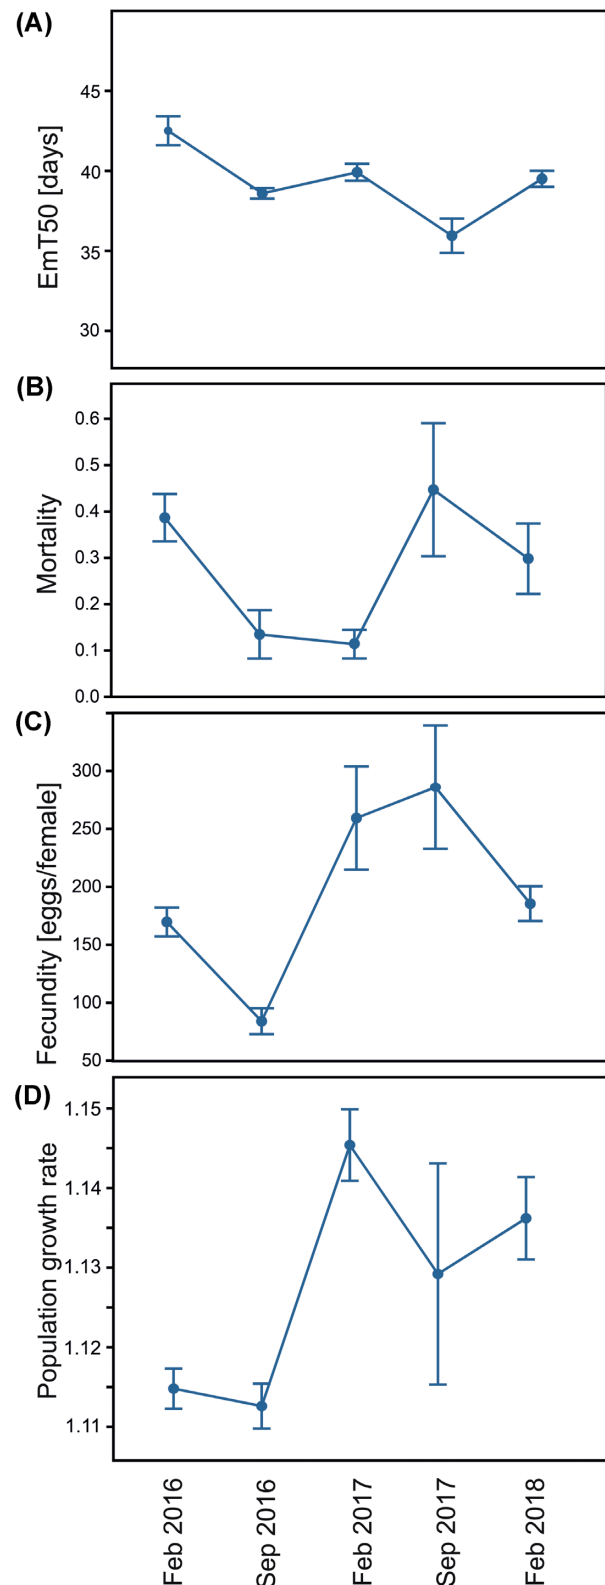 (A)
EmT50 [days]
45
40
35
30
(B)
Mortality
0.6
0.5
0.4
0.3
0.2
0.1
0.0
(C)
Fecundity [eggs/female]
300
250
200
150
100
50
(D)
Population growth rate
1.15
1.14
1.13
1.12
1.11
Feb 2016
Sep 2016
Feb 2017
Sep 2017
Feb 2018